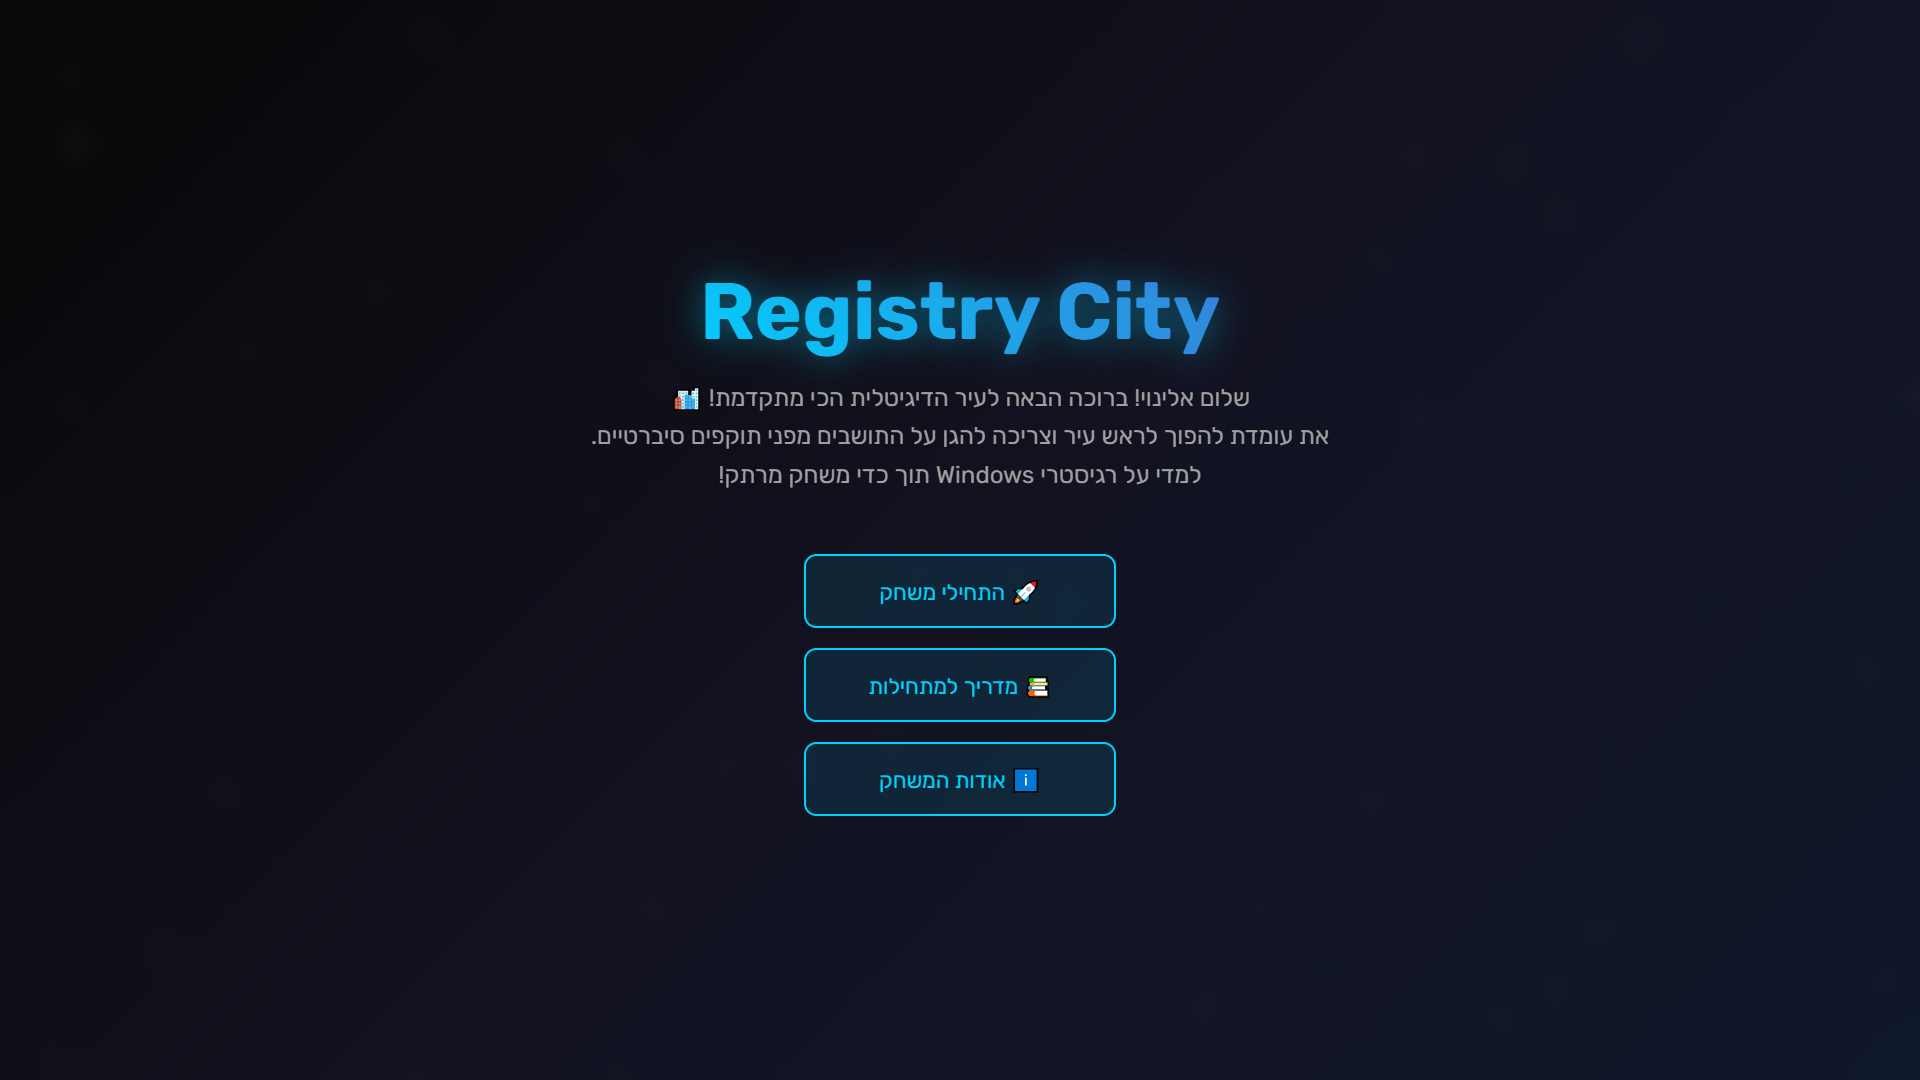 Registry City
שלום אלינוי! ברוכה הבאה לעיר הדיגיטלית הכי מתקדמת! 🏙️
את עומדת להפוך לראש עיר וצריכה להגן על התושבים מפני תוקפים סיברטיים.
למדי על רגיסטרי Windows תוך כדי משחק מרתק!
🚀 התחילי משחק
📚 מדריך למתחילות
ℹ️ אודות המשחק